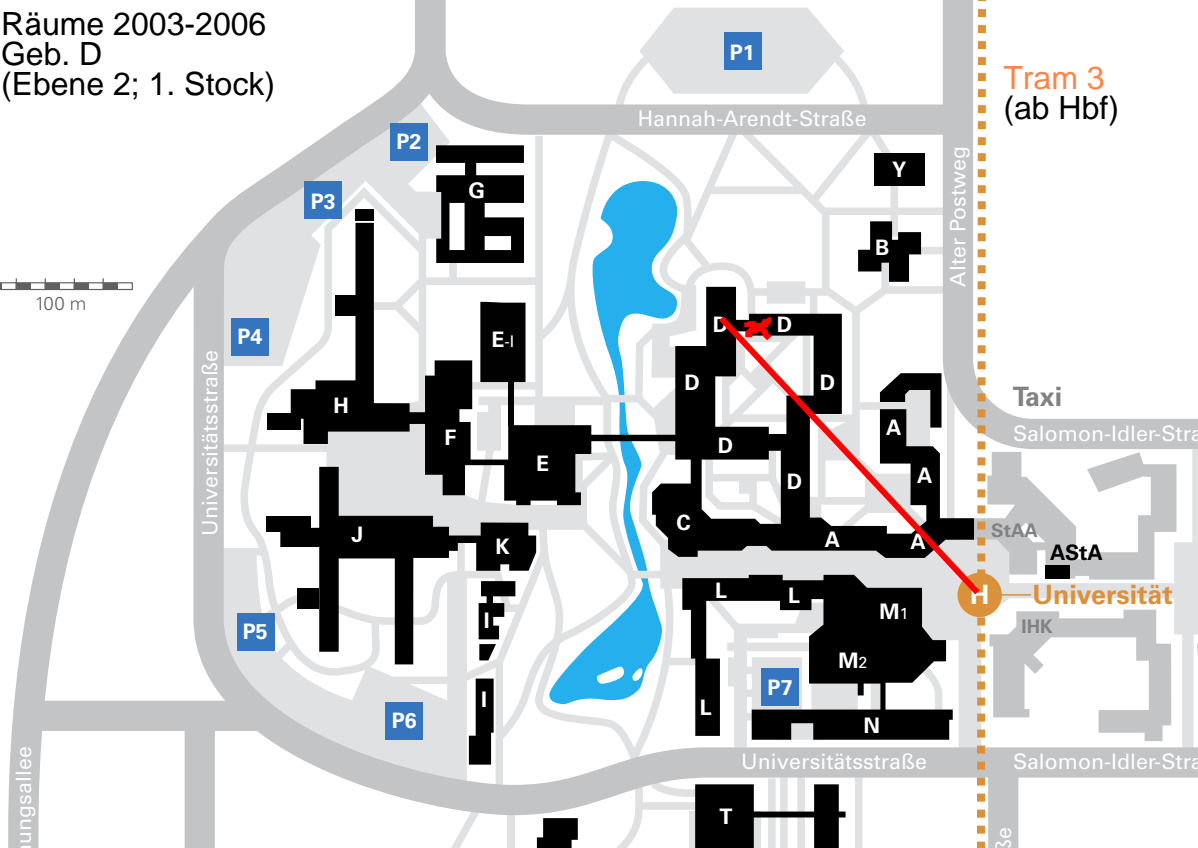 Räume 2003-2006
Geb. D
(Ebene 2; 1. Stock)
P1
Tram 3
(ab Hbf)
Hannah-Arendt-Straße
P2
Alter Postweg
Y
G
P3
B
100 m
D
D
P4
E-I
D
D
Taxi
H
A
Salomon-Idler-Stra
F
D
E
Universitätsstraße
A
D
C
StAA
J
A
A
K
AStA
L
L
H
Universität
M1
I
P5
IHK
M2
P7
I
L
P6
N
Universitätsstraße
Salomon-Idler-Stra
nungsallee
T
ße